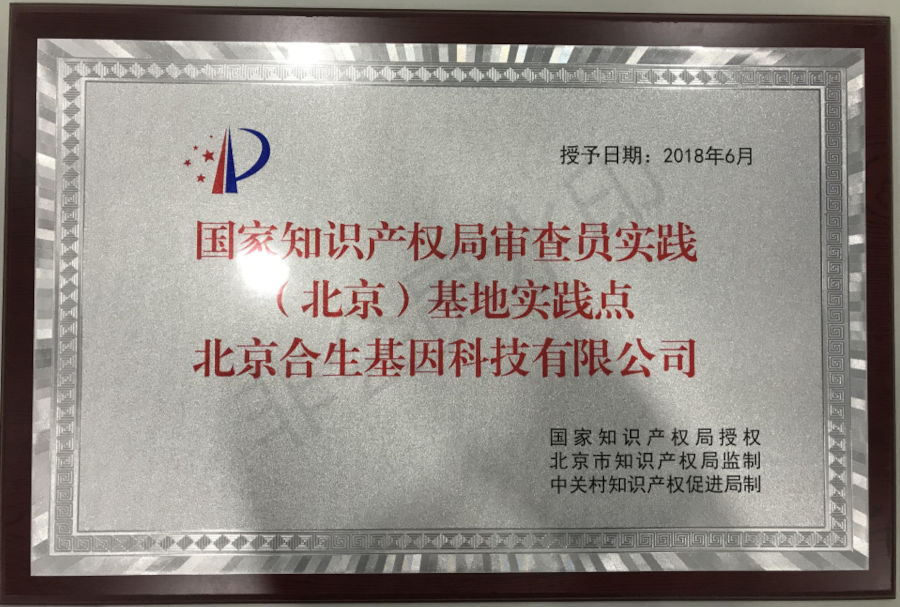 授予日期：2018年6月
国家知识产权局审查员实践
（北京）基地实践点
北京合生基因科技有限公司
国家知识产权局授权
北京市知识产权局监制
中关村知识产权促进局制